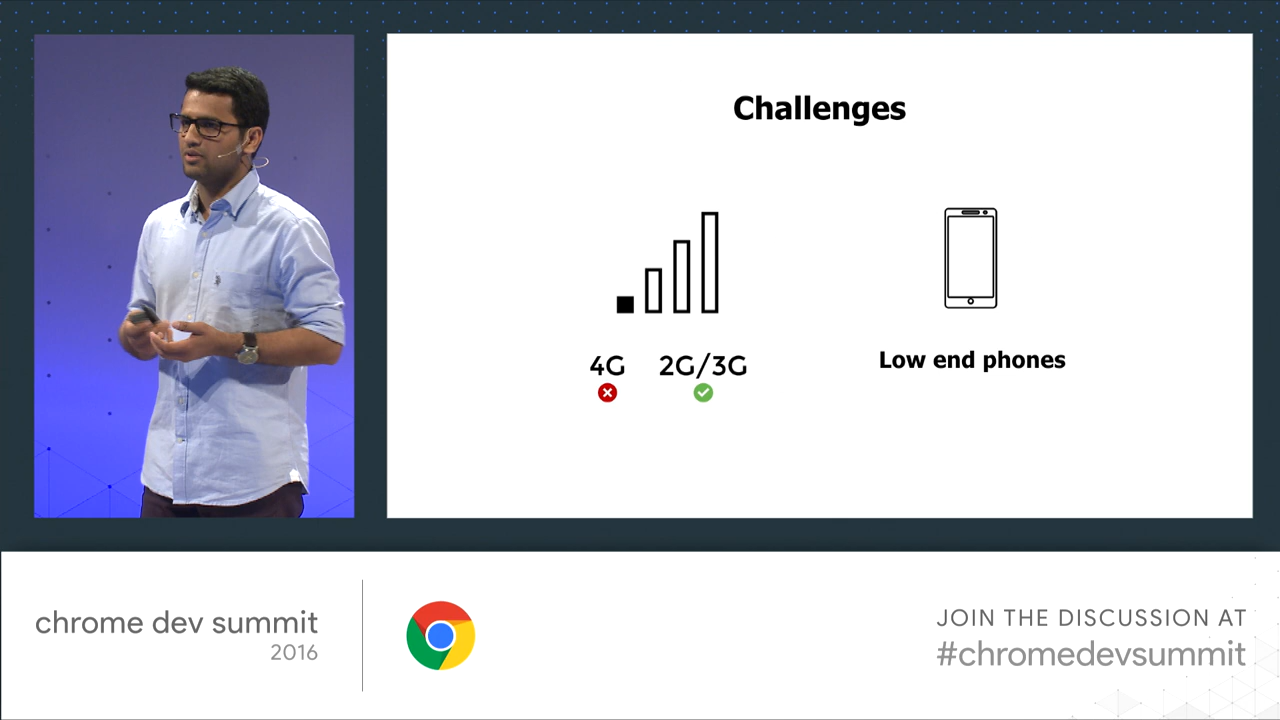 Challenges
4G 2G/3G
Low end phones
chrome dev summit
2016
JOIN THE DISCUSSION AT
#chromedevsummit